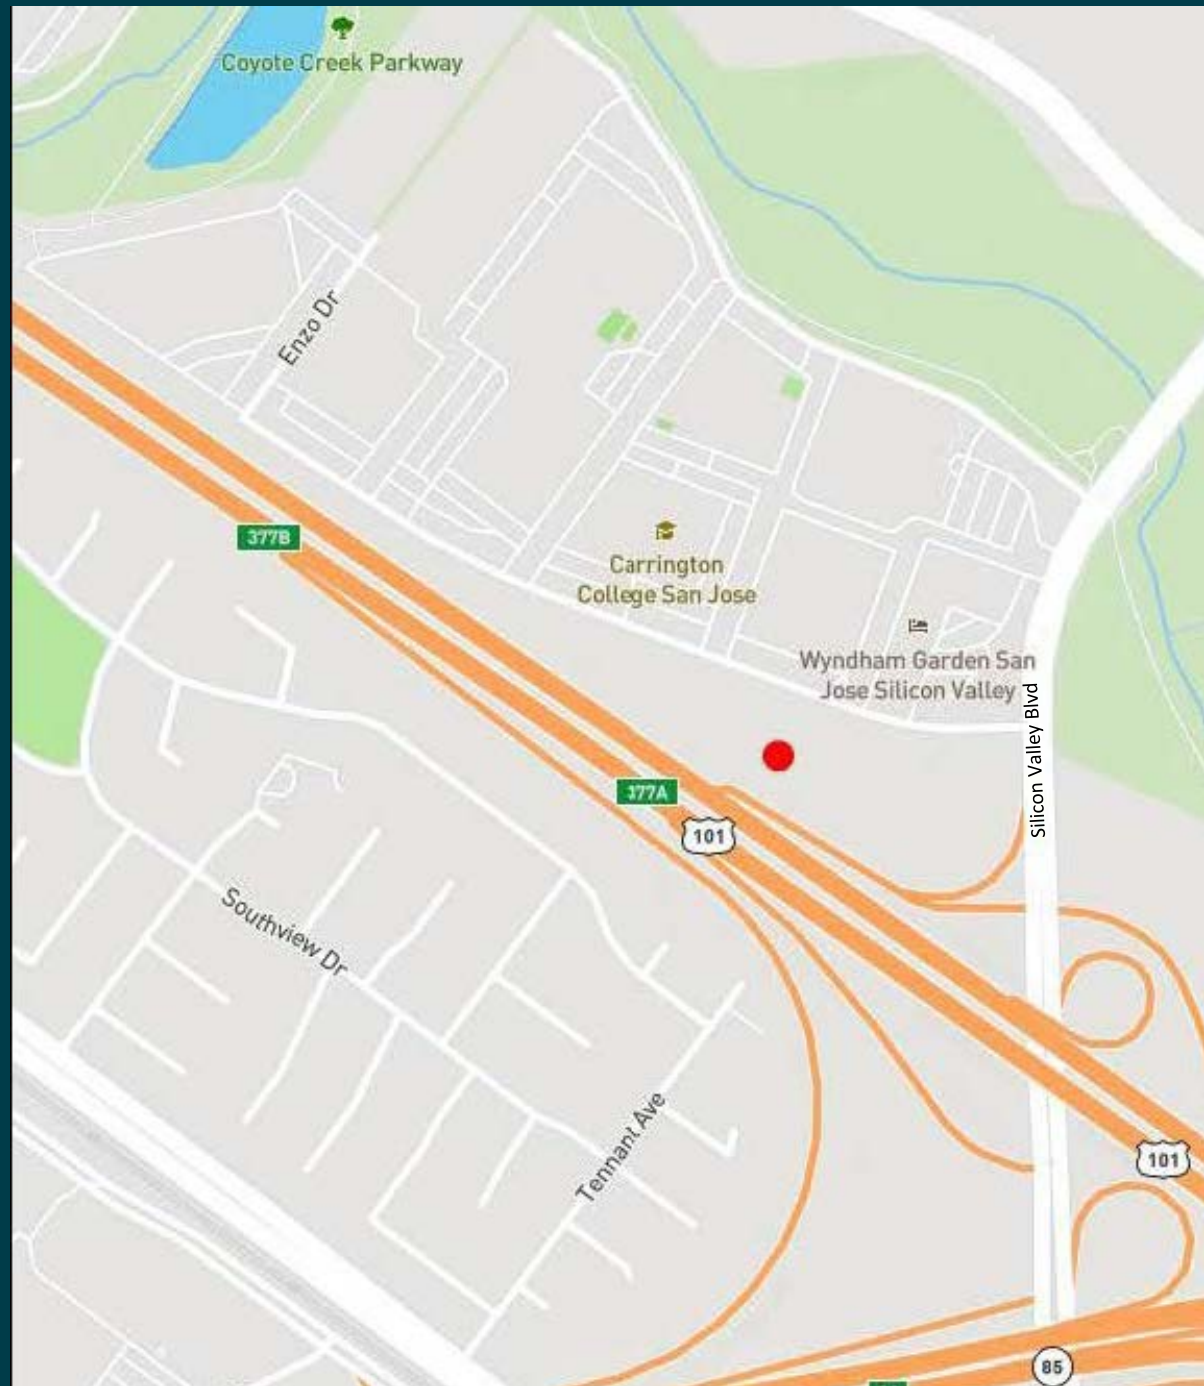 Coyote Creek Parkway
Enzo Dr
377B
Carrington
College San Jose
Wyndham Garden San
Jose Silicon Valley
Silicon Valley Blvd
377A
101
Southview Dr
Tennant Ave
101
85